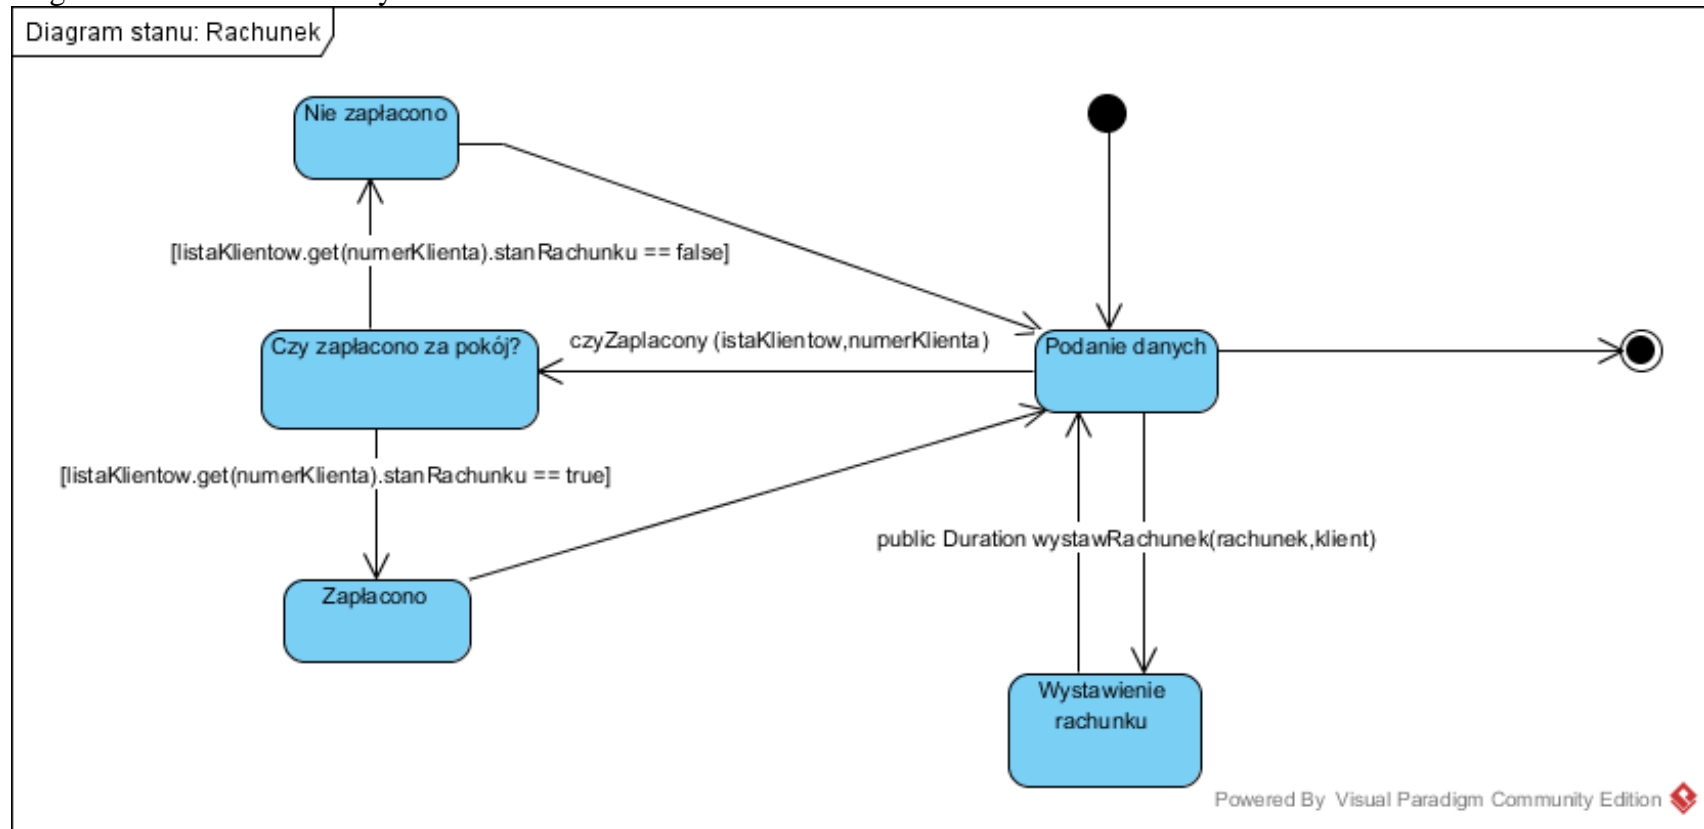 Diagram stanu: Rachunek
Nie zapłacono
[listaKlientow.get(numerKlienta).stanRachunku == false]
Czy zapłacono za pokój?
czyZaplacony (istaKlientow,numerKlienta)
Podanie danych
[listaKlientow.get(numerKlienta).stanRachunku == true]
public Duration wystawRachunek(rachunek,klient)
Zapłacono
Wystawienie
rachunku
Powered By Visual Paradigm Community Edition